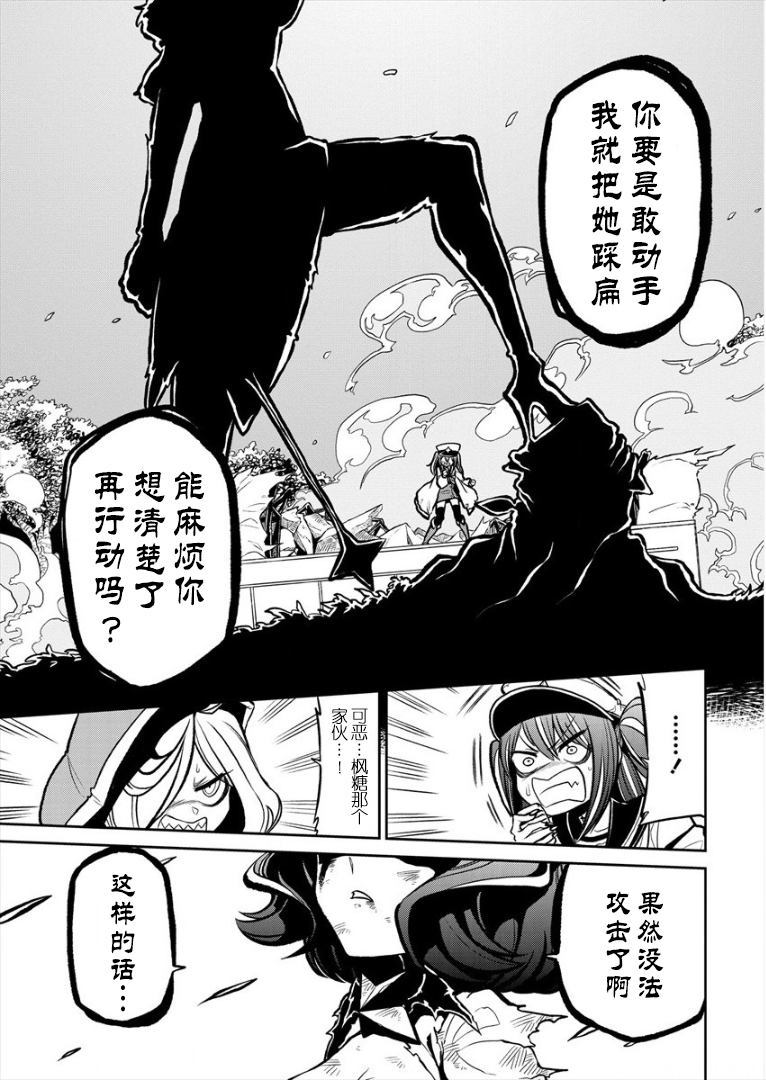 你要是敢动手
我就把她踩扁
能麻烦你
想清楚了
再行动吗？
……
可恶…枫糖那个
家伙…！
果然没法
攻击了啊
这样的话…